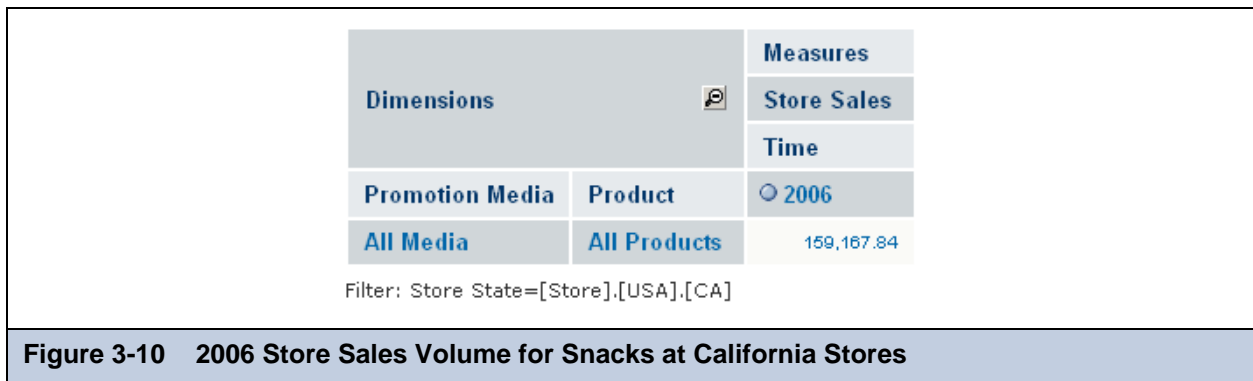 Measures
Dimensions Store Sales
Time
Promotion Media Product 2006
All Media All Products 159,167.84
Filter: Store State=[Store].[USA].[CA]
Figure 3-10 2006 Store Sales Volume for Snacks at California Stores